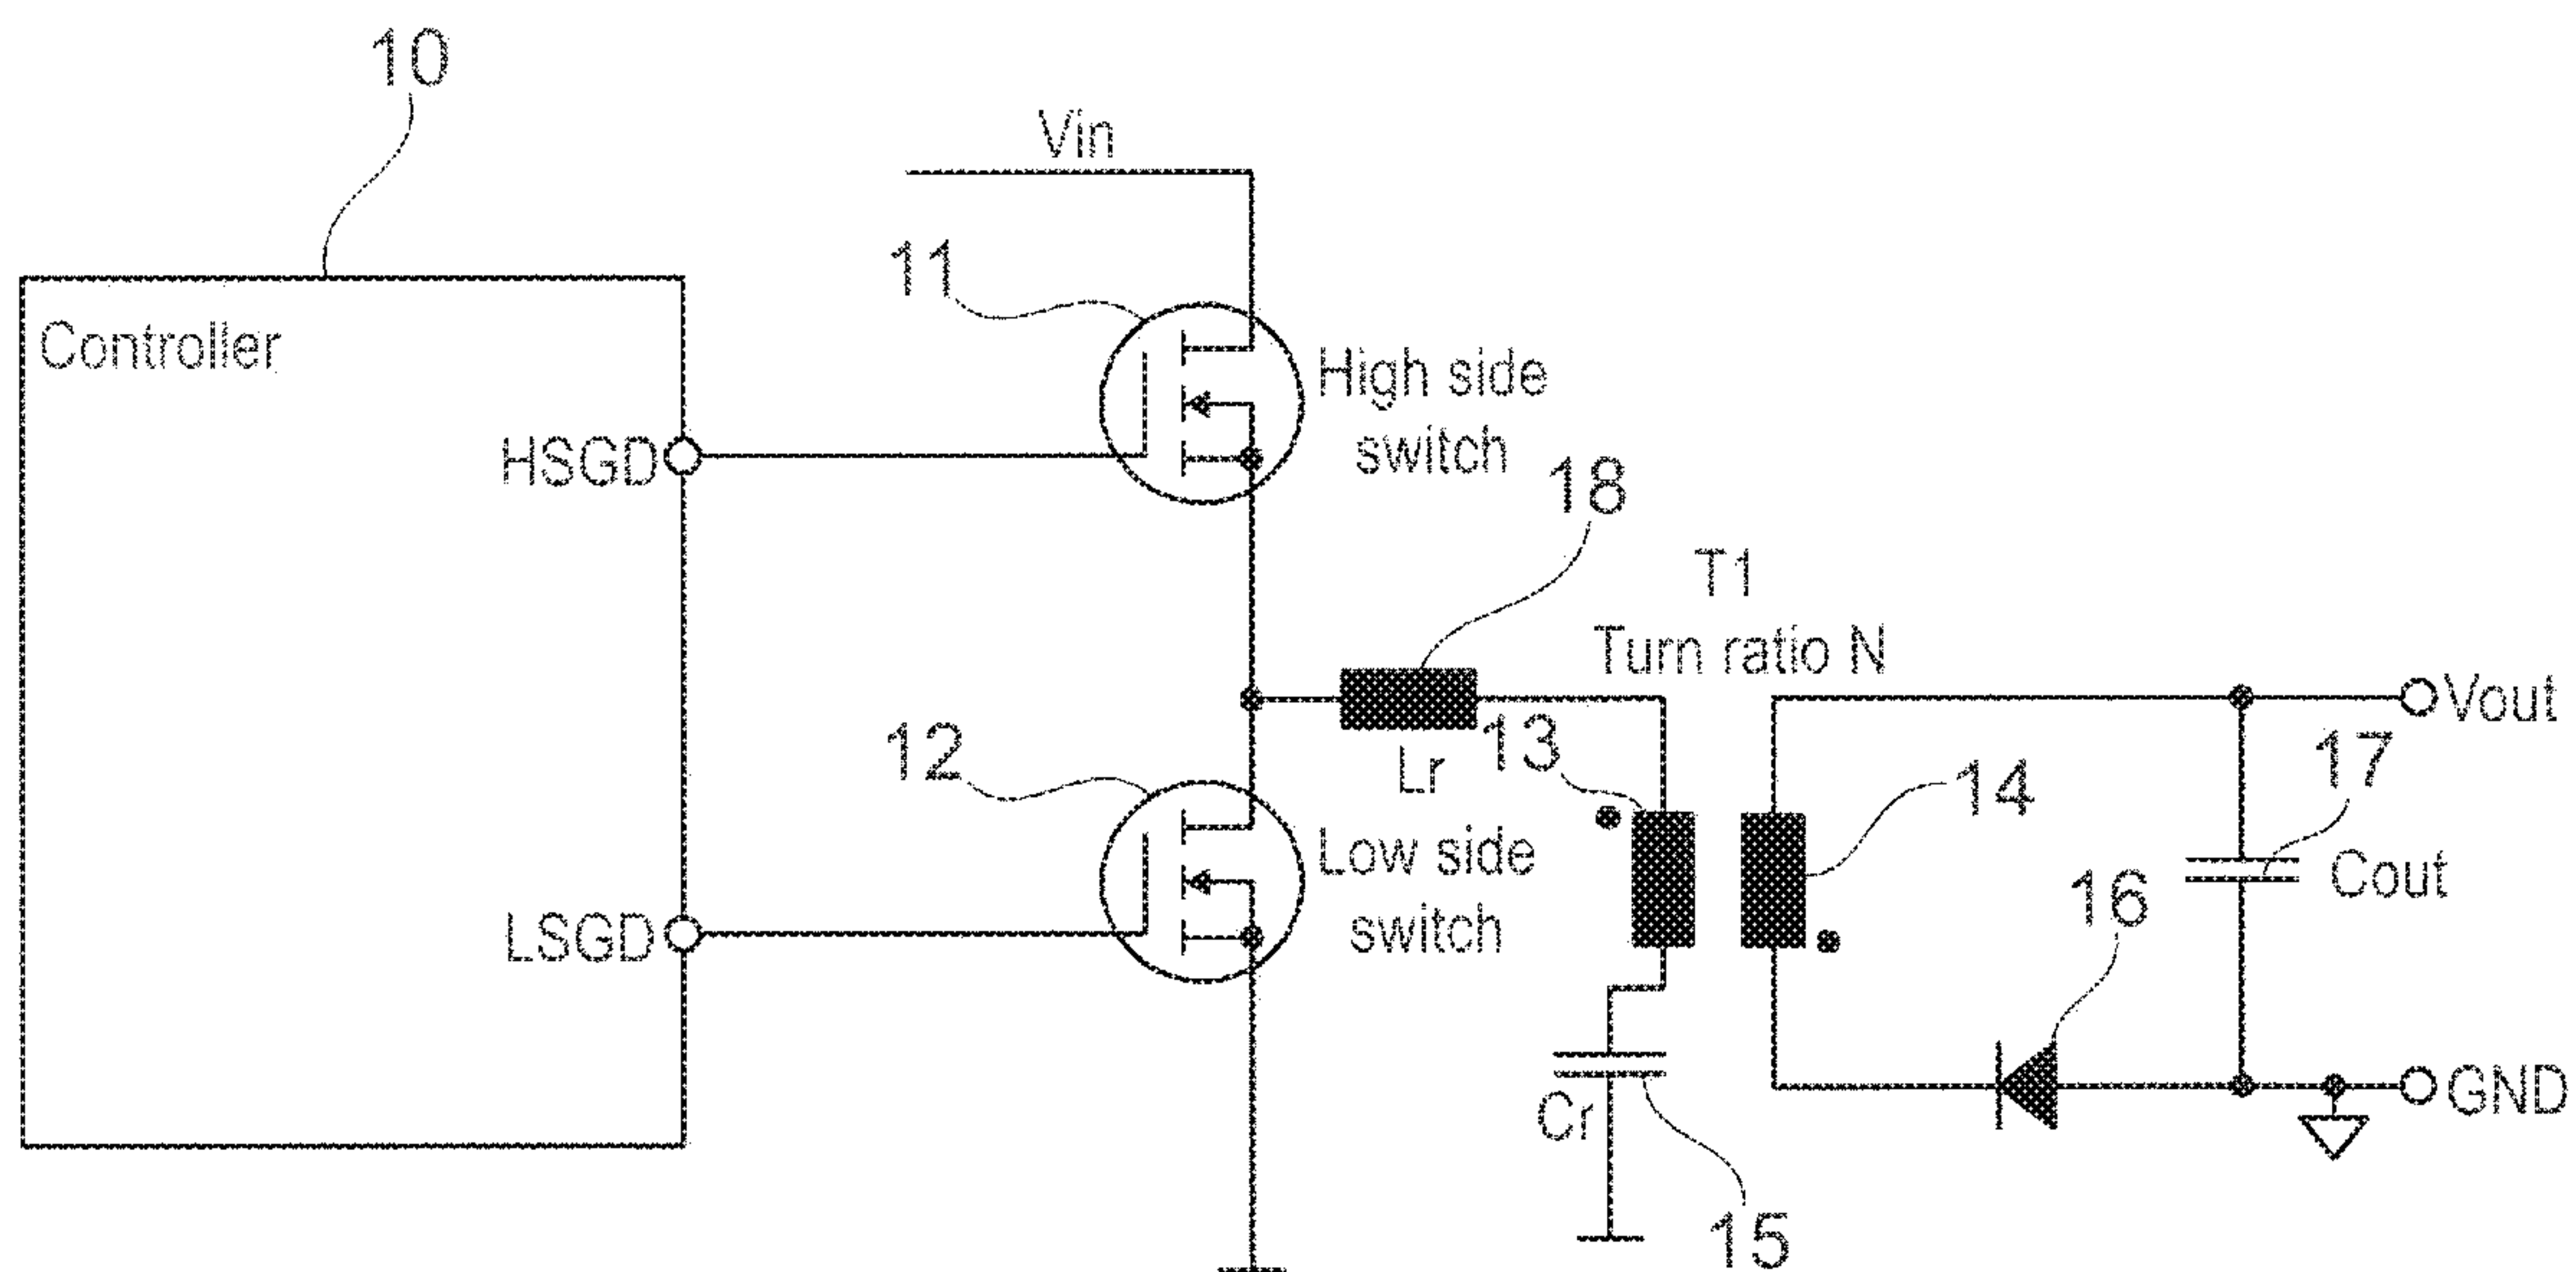 10
Vin
11
Controller
High side
switch
HSGD
18
T1
Turn ratio N
Vout
12
Lr
13
17
14
Low side
switch
Cout
16
LSGD
Cr
GND
15